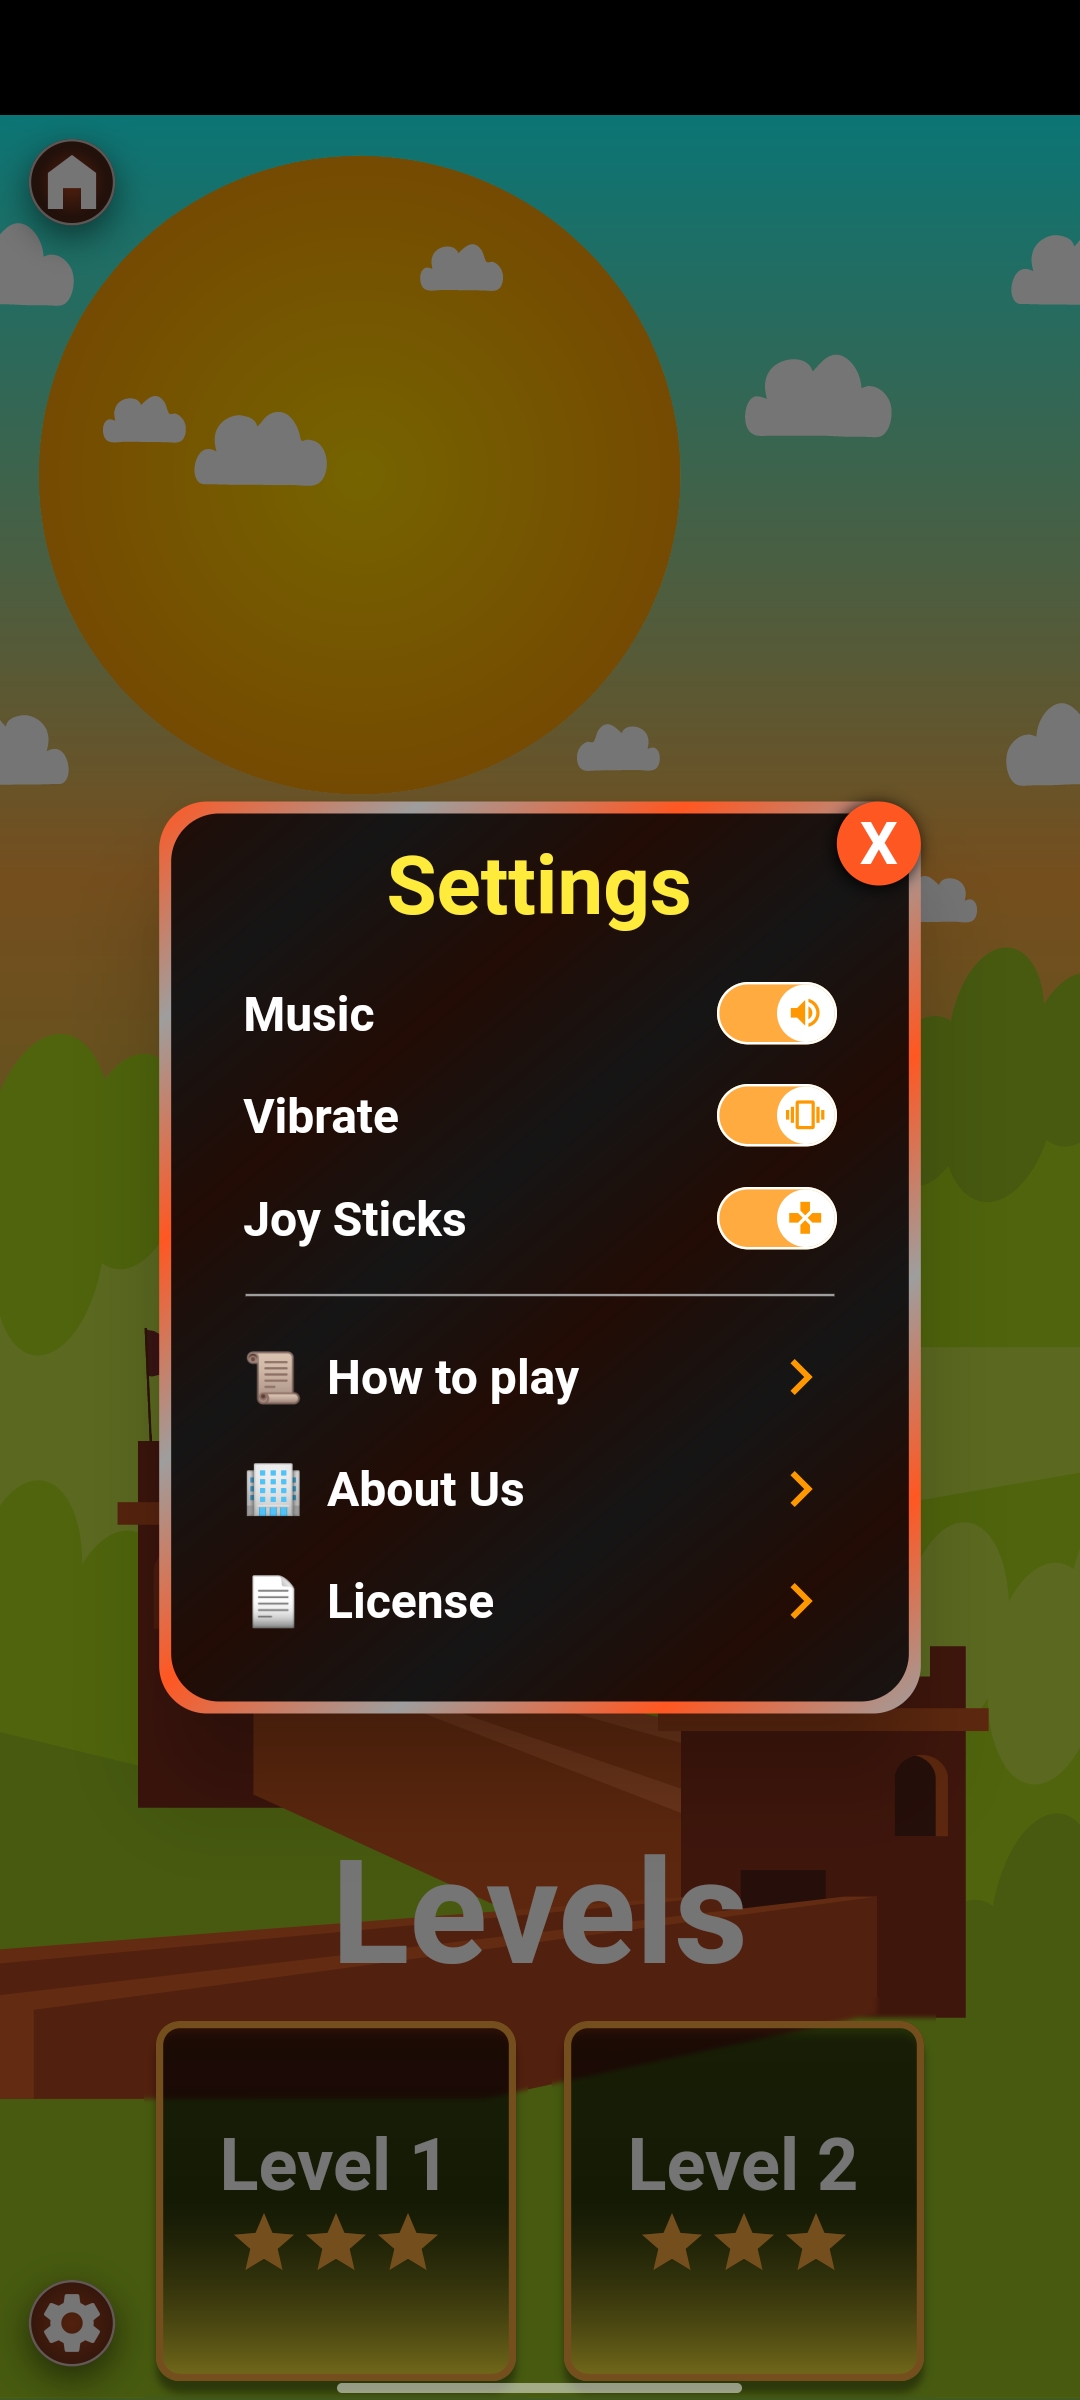 X
Settings
Music
Vibrate
Joy Sticks
How to play
About Us
License
Levels
Level 1
Level 2